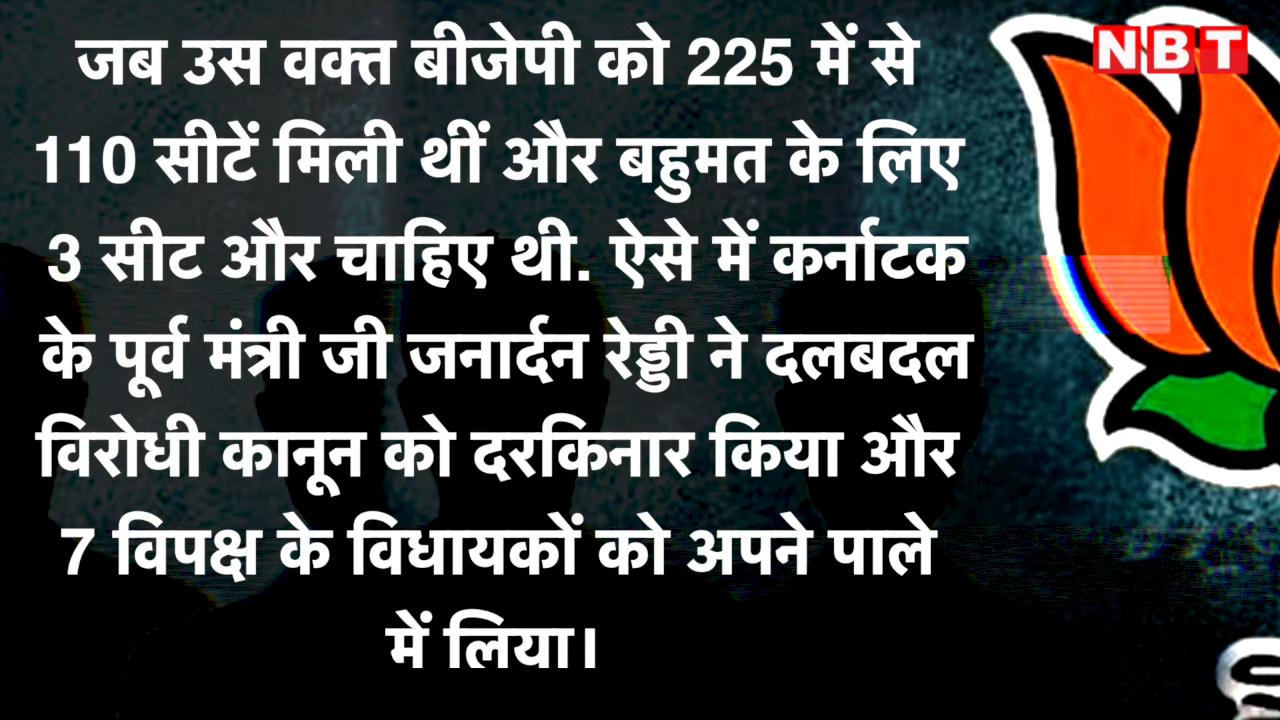 जब उस वक्त बीजेपी को 225 में से
110 सीटें मिली थीं और बहुमत के लिए
3 सीट और चाहिए थी. ऐसे में कर्नाटक
के पूर्व मंत्री जी जनार्दन रेड्डी ने दलबदल
विरोधी कानून को दरकिनार किया और
7 विपक्ष के विधायकों को अपने पाले
में लिया।
NBT